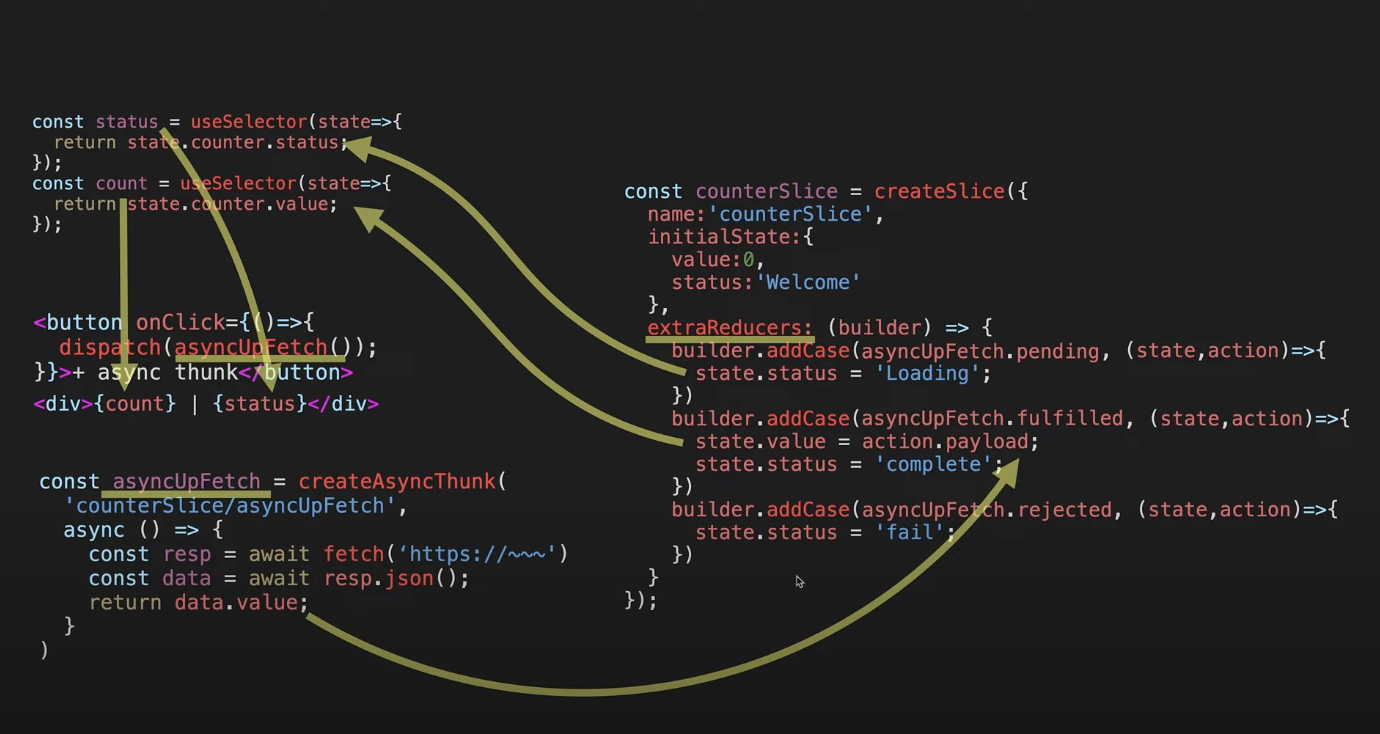 const status = useSelector(state=>{
  return state.counter.status;
});
const count = useSelector(state=>{
  return state.counter.value;
});
<button onClick={()=>{
  dispatch(asyncUpFetch());
}}>+ async thunk</button>
<div>{count} | {status}</div>
const asyncUpFetch = createAsyncThunk(
  'counterSlice/asyncUpFetch',
  async () => {
    const resp = await fetch(‘https://~~~')
    const data = await resp.json();
    return data.value;
  }
)
const counterSlice = createSlice({
  name:'counterSlice',
  initialState:{
    value:0,
    status:'Welcome'
  },
  extraReducers: (builder) => {
    builder.addCase(asyncUpFetch.pending, (state,action)=>{
      state.status = 'Loading';
    })
    builder.addCase(asyncUpFetch.fulfilled, (state,action)=>{
      state.value = action.payload;
      state.status = 'complete';
    })
    builder.addCase(asyncUpFetch.rejected, (state,action)=>{
      state.status = 'fail';
    })
  }
});